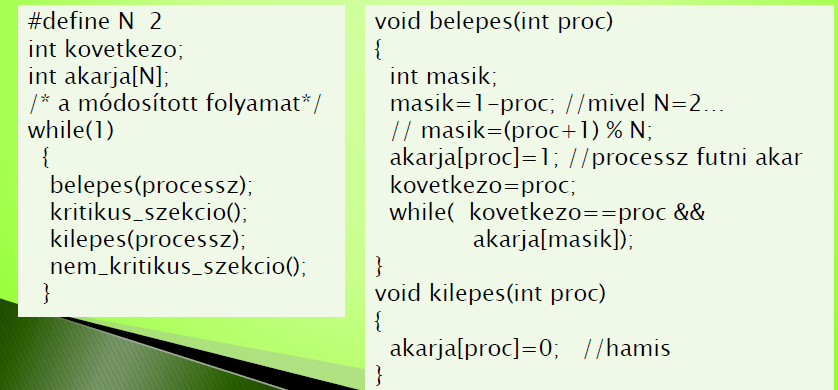 #define N 2
int kovetkezo;
int akarja[N];
/* a módosított folyamat*/
while(1)
{
belepes(processz);
kritikus_szekcio();
kilepes(processz);
nem_kritikus_szekcio();
}
void belepes(int proc)
{
int masik;
masik=1-proc; //mivel N=2...
// masik=(proc+1) % N;
akarja[proc]=1; //processz futni akar
kovetkezo=proc;
while( kovetkezo==proc &&
akarja[masik]);
}
void kilepes(int proc)
{
akarja[proc]=0; //hamis
}